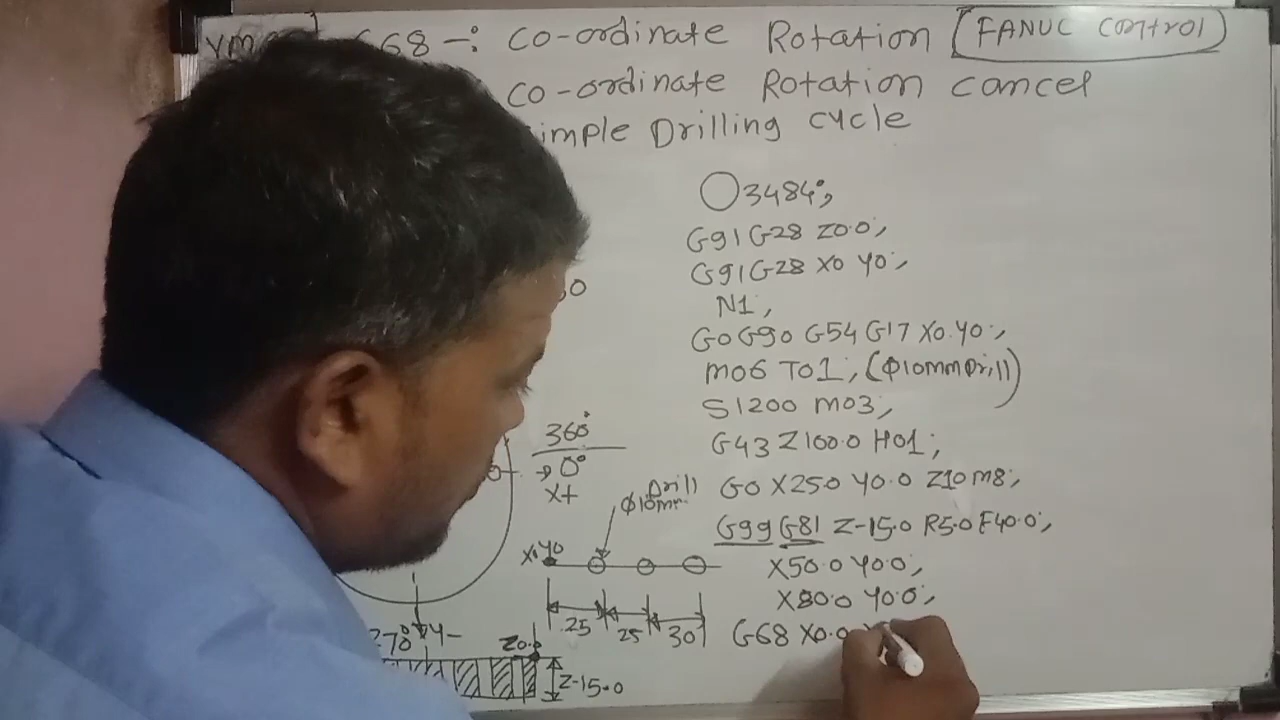 VM G68 -: CO-ordinate Rotation [FANUC control]
CO-ordinate Rotation cancel
imple Drilling cycle
O3484;
G91 G28 Z0.0;
G91 G28 X0 Y0;
N1;
G0 G90 G54 G17 X0.Y0;
M06 T01; (Φ10mm Drill)
S1200 M03;
G43 Z100.0 H01;
G0 X25.0 Y0.0 Z10 M8;
G99 G81 Z-15.0 R5.0 F40.0;
X50.0 Y0.0;
X80.0 Y0.0;
G68 X0.0
360°
→ 0°
X+
Drill
Φ10mm
X0 Y0
25 25 30
270° Y-
Z0.0
Z-15.0